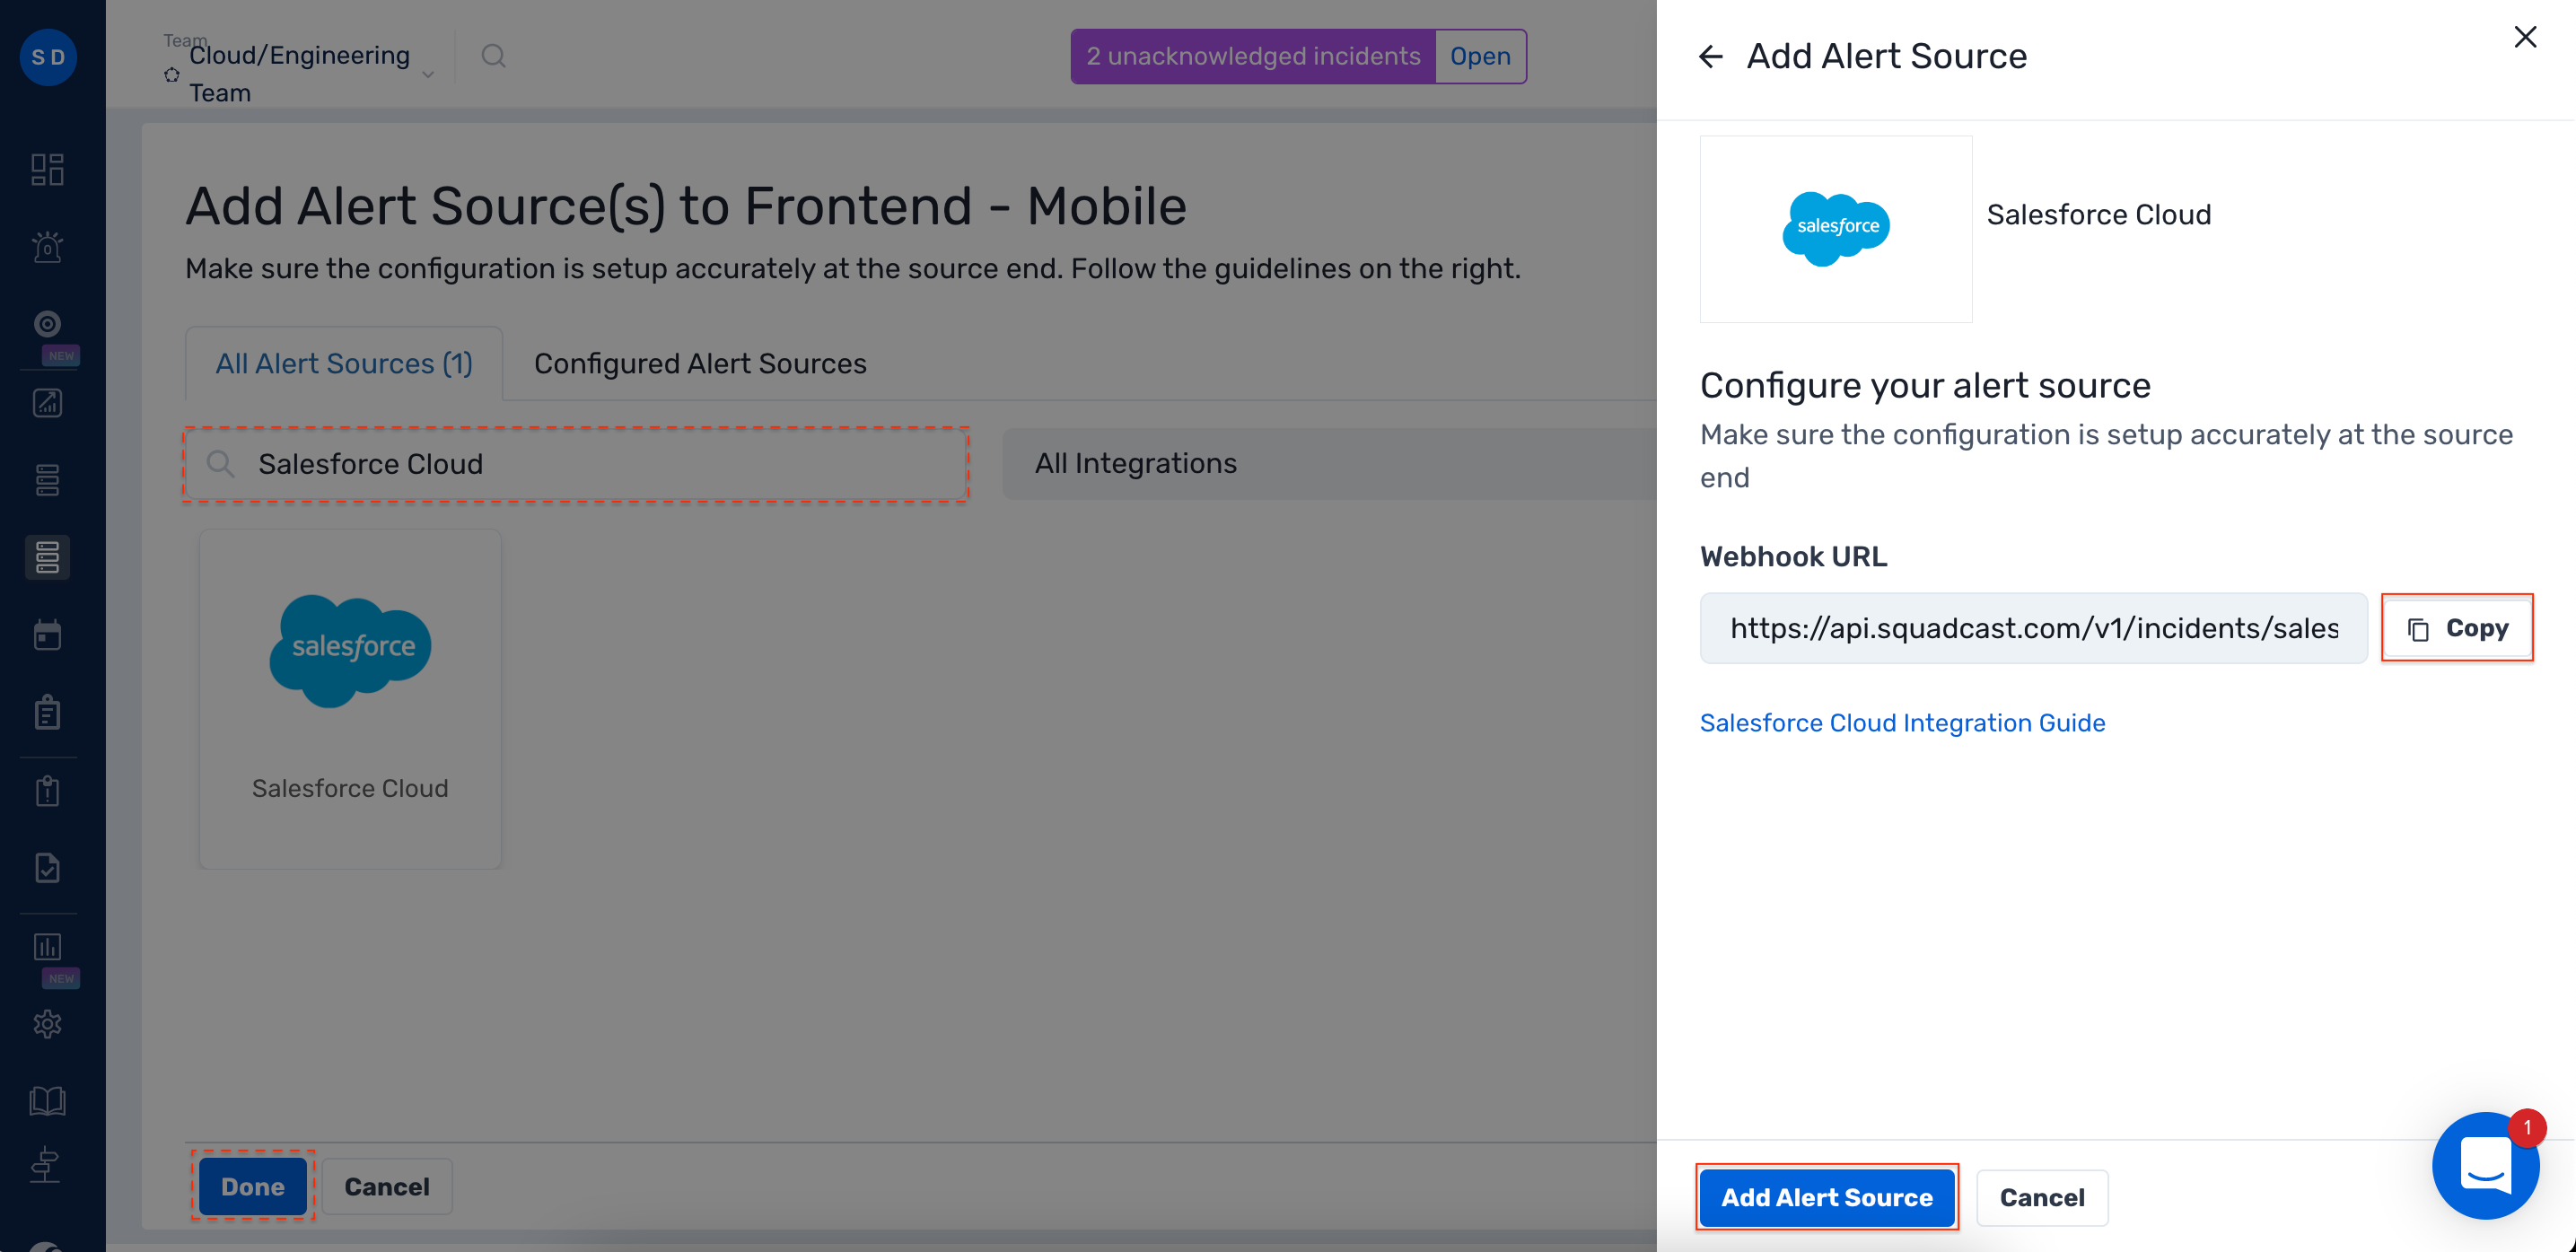 S D
Team
Cloud/Engineering
Team
2 unacknowledged incidents
Open
0
NEW
NEW
Add Alert Source(s) to Frontend - Mobile
Make sure the configuration is setup accurately at the source end. Follow the guidelines on the right.
All Alert Sources (1)
Configured Alert Sources
Salesforce Cloud
All Integrations
salesforce
Salesforce Cloud
Done
Cancel
Add Alert Source
salesforce
Salesforce Cloud
Configure your alert source
Make sure the configuration is setup accurately at the source
end
Webhook URL
https://api.squadcast.com/v1/incidents/sales
Copy
Salesforce Cloud Integration Guide
1
Add Alert Source
Cancel